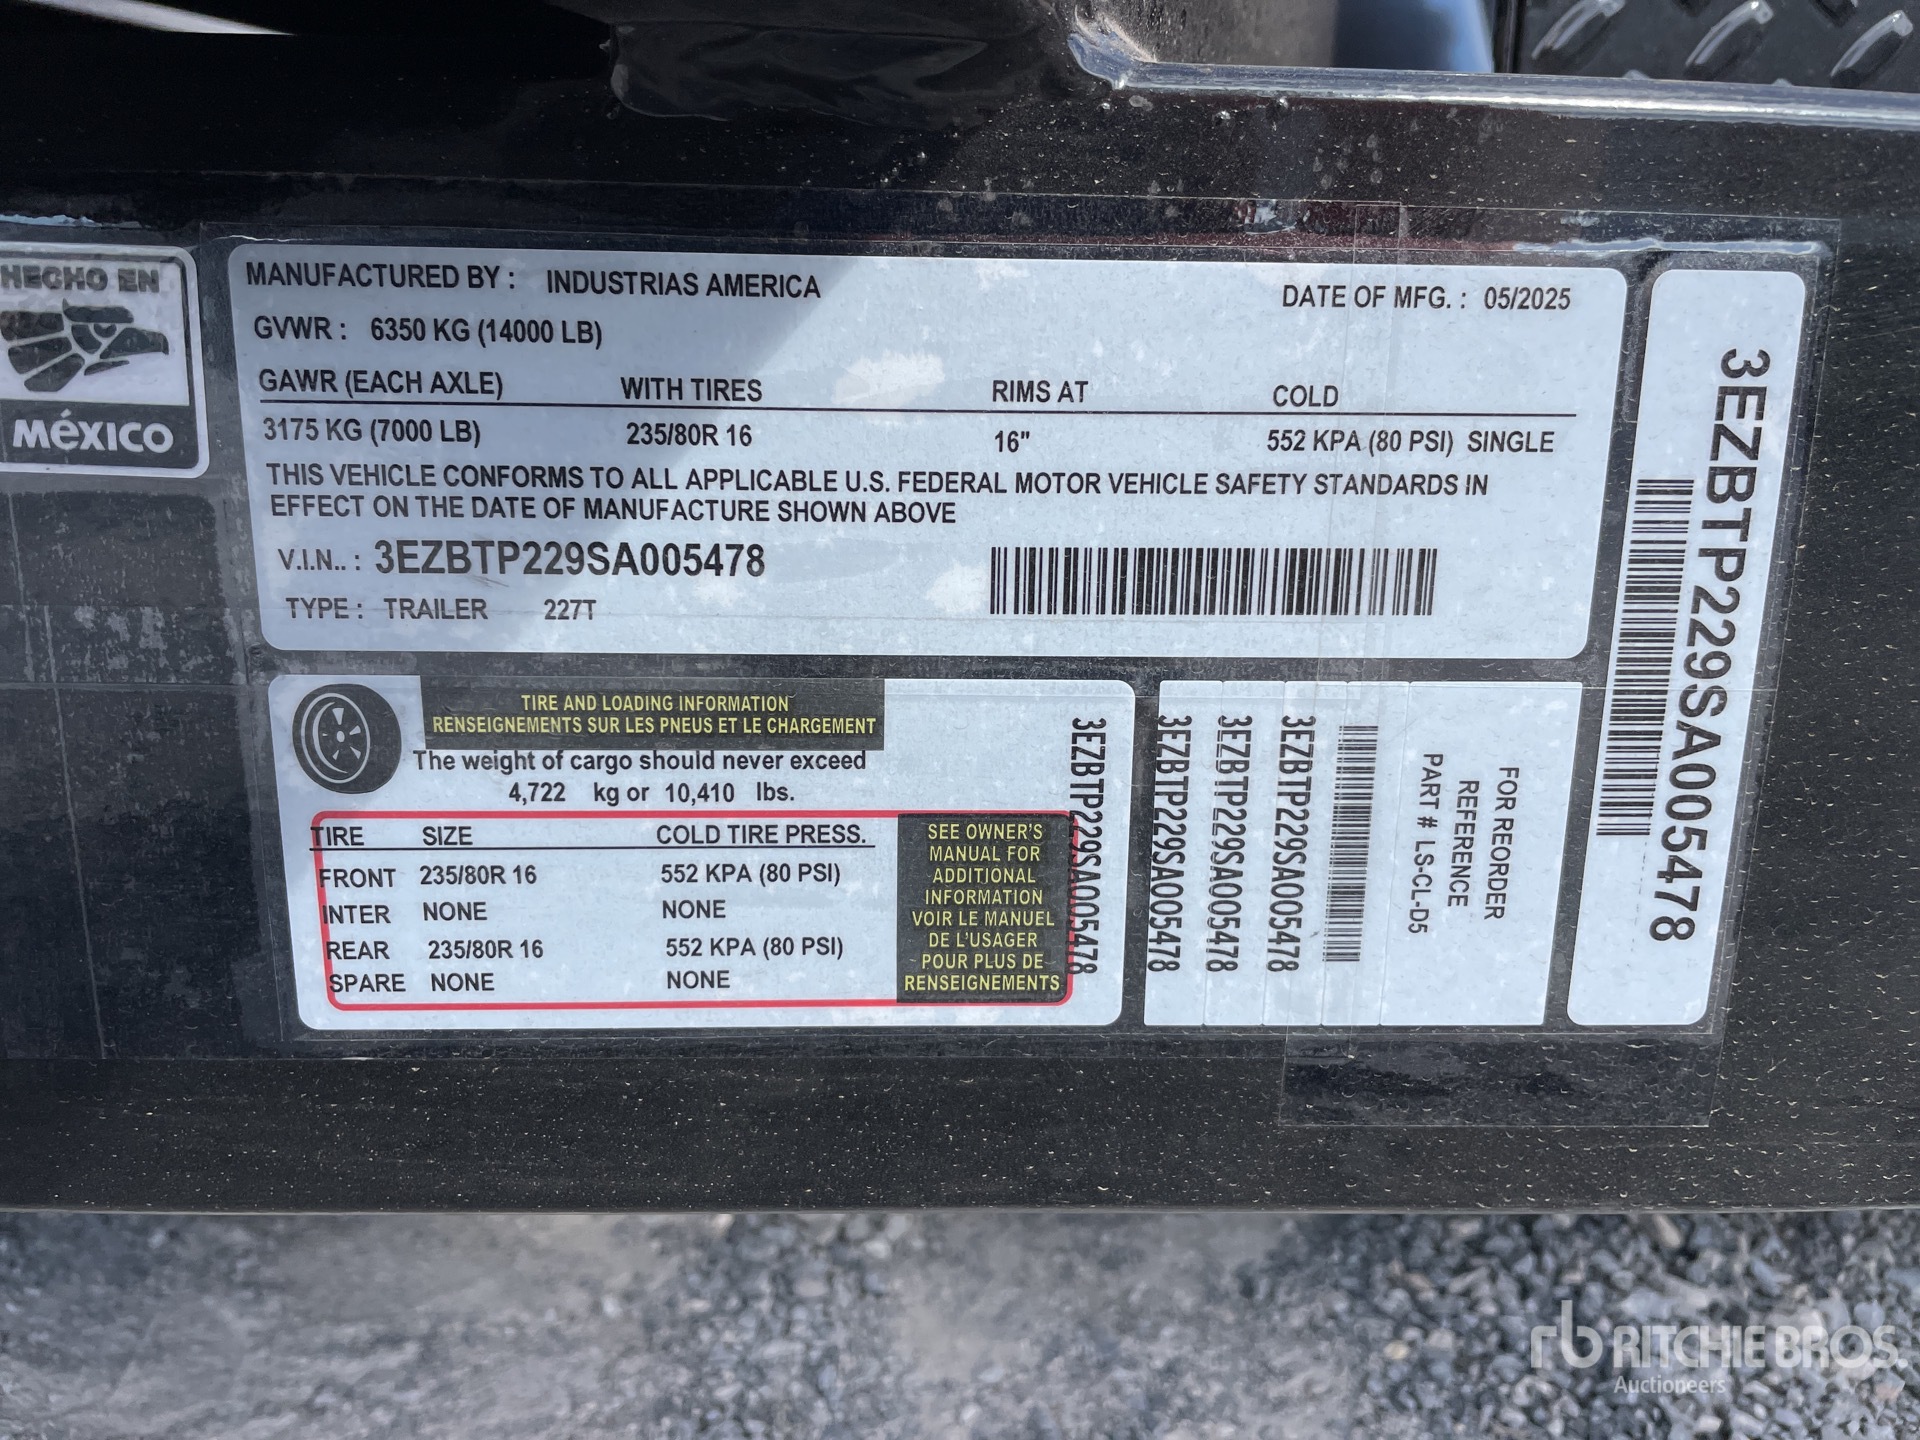 HECHO EN
MéXICO
MANUFACTURED BY : INDUSTRIAS AMERICA
DATE OF MFG. : 05/2025
GVWR : 6350 KG (14000 LB)
GAWR (EACH AXLE) WITH TIRES RIMS AT COLD
3175 KG (7000 LB) 235/80R 16 16" 552 KPA (80 PSI) SINGLE
THIS VEHICLE CONFORMS TO ALL APPLICABLE U.S. FEDERAL MOTOR VEHICLE SAFETY STANDARDS IN
EFFECT ON THE DATE OF MANUFACTURE SHOWN ABOVE
V.I.N.. : 3EZBTP229SA005478
TYPE : TRAILER 227T
3EZBTP229SA005478
TIRE AND LOADING INFORMATION
RENSEIGNEMENTS SUR LES PNEUS ET LE CHARGEMENT
The weight of cargo should never exceed
4,722 kg or 10,410 lbs.
TIRE SIZE COLD TIRE PRESS.
FRONT 235/80R 16 552 KPA (80 PSI)
INTER NONE NONE
REAR 235/80R 16 552 KPA (80 PSI)
SPARE NONE NONE
SEE OWNER'S
MANUAL FOR
ADDITIONAL
INFORMATION
VOIR LE MANUEL
DE L'USAGER
POUR PLUS DE
RENSEIGNEMENTS
3EZBTP229SA005478
3EZBTP229SA005478
3EZBTP229SA005478
3EZBTP229SA005478
FOR REORDER
REFERENCE
PART # LS-CL-D5
rb RITCHIE BROS.
Auctioneers